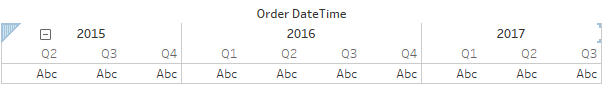 Order DateTime
2015 2016 2017
Q2 Q3 Q4 Q1 Q2 Q3 Q4 Q1 Q2 Q3
Abc Abc Abc Abc Abc Abc Abc Abc Abc Abc